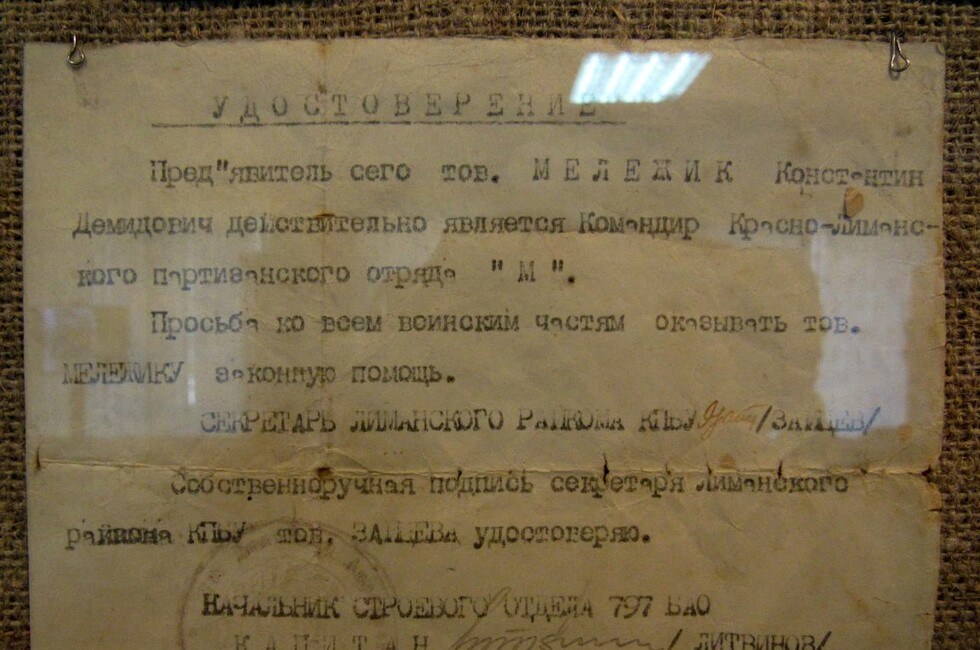 УДОСТОВЕРЕНИЕ
Пред"явитель сего тов. МЕЛЕЖИК Константин
Демидович действительно является Командир Красно-Лиманс-
кого партизанского отряда "М".
Просьба ко всем воинским частям оказывать тов.
МЕЛЕЖИКУ законную помощь.
СЕКРЕТАРЬ ЛИМАНСКОГО РАЙКОМА КПБУ /ЗАЙЦЕВ/
Собственноручная подпись секретаря Лиманского
райкома КПБУ тов. ЗАЙЦЕВА удостоверяю.
НАЧАЛЬНИК СТРОЕВОГО ОТДЕЛА 797 БАО
КАПИТАН /ЛИТВИНОВ/